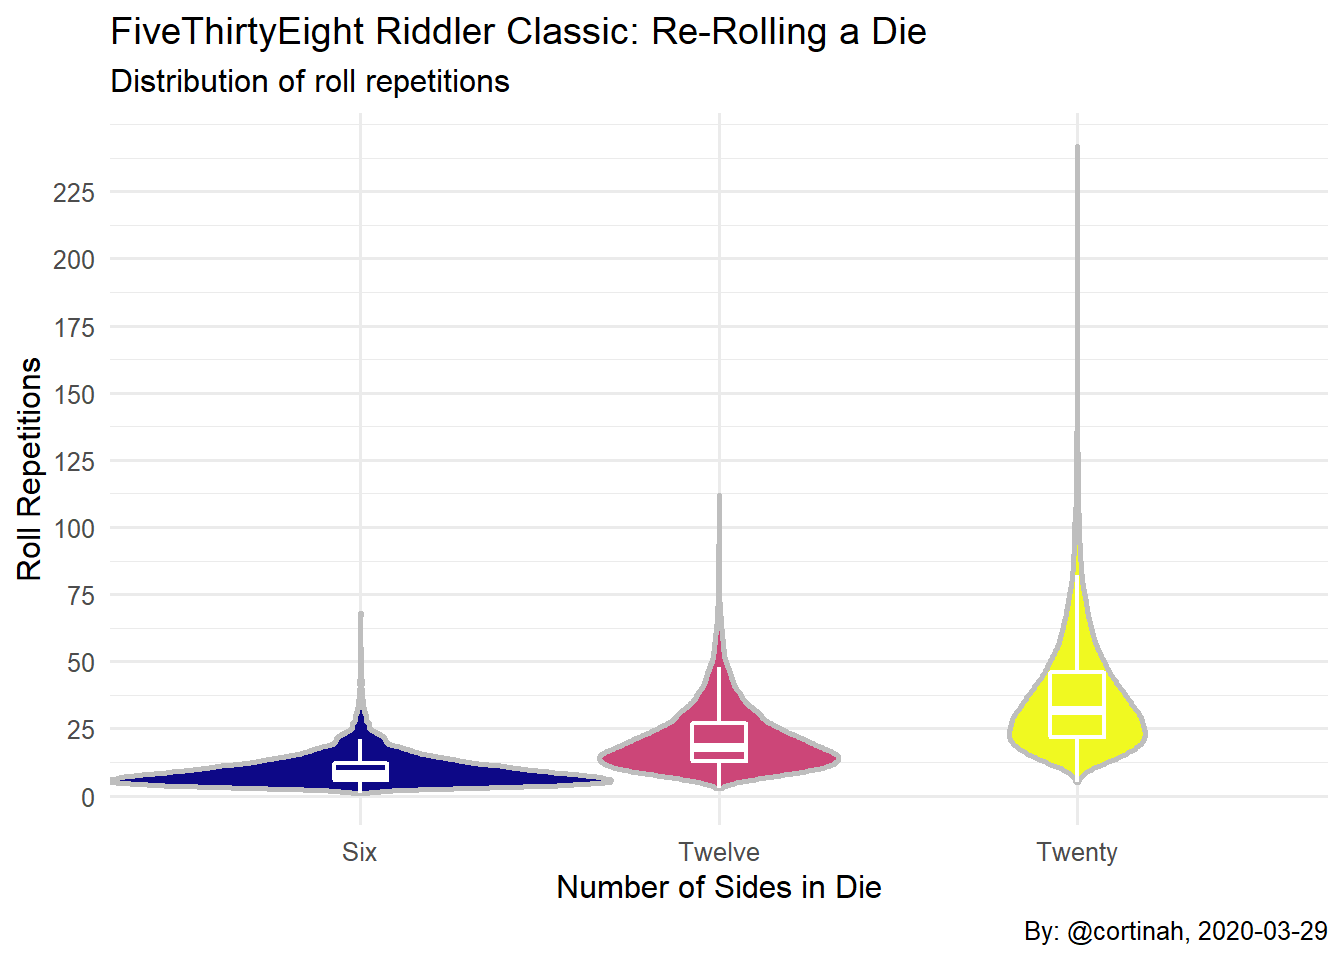 FiveThirtyEight Riddler Classic: Re-Rolling a Die
Distribution of roll repetitions
Roll Repetitions
225
200
175
150
125
100
75
50
25
0
Six Twelve Twenty
Number of Sides in Die
By: @cortinah, 2020-03-29